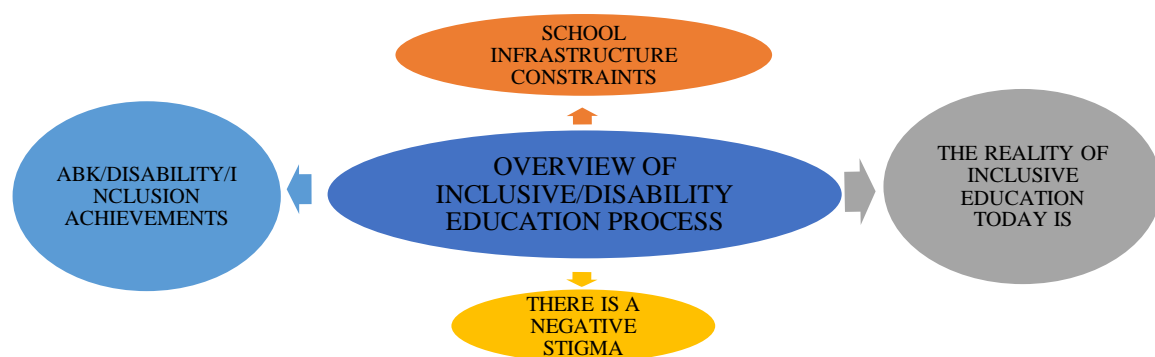 SCHOOL
INFRASTRUCTURE
CONSTRAINTS
ABK/DISABILITY/I
NCLUSION
ACHIEVEMENTS
OVERVIEW OF
INCLUSIVE/DISABILITY
EDUCATION PROCESS
THE REALITY OF
INCLUSIVE
EDUCATION
TODAY IS
THERE IS A
NEGATIVE
STIGMA